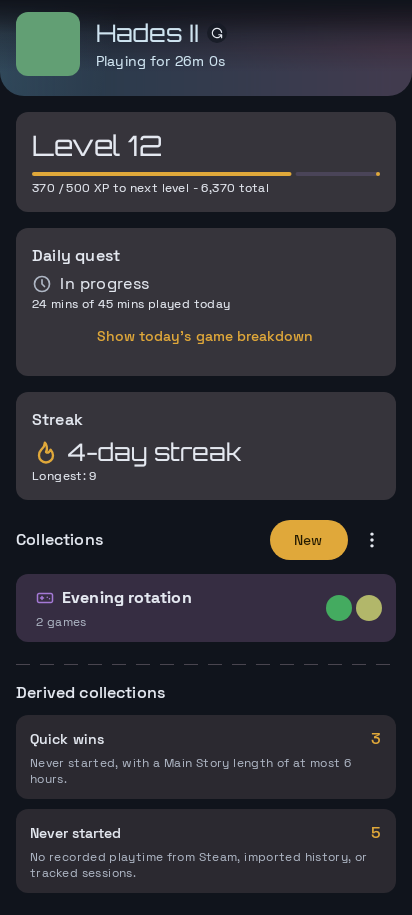 Hades II
Playing for 26m 0s
Level 12
370 / 500 XP to next level - 6,370 total
Daily quest
In progress
24 mins of 45 mins played today
Show today's game breakdown
Streak
4-day streak
Longest: 9
Collections
New
Evening rotation
2 games
Derived collections
Quick wins
3
Never started, with a Main Story length of at most 6
hours.
Never started
5
No recorded playtime from Steam, imported history, or
tracked sessions.